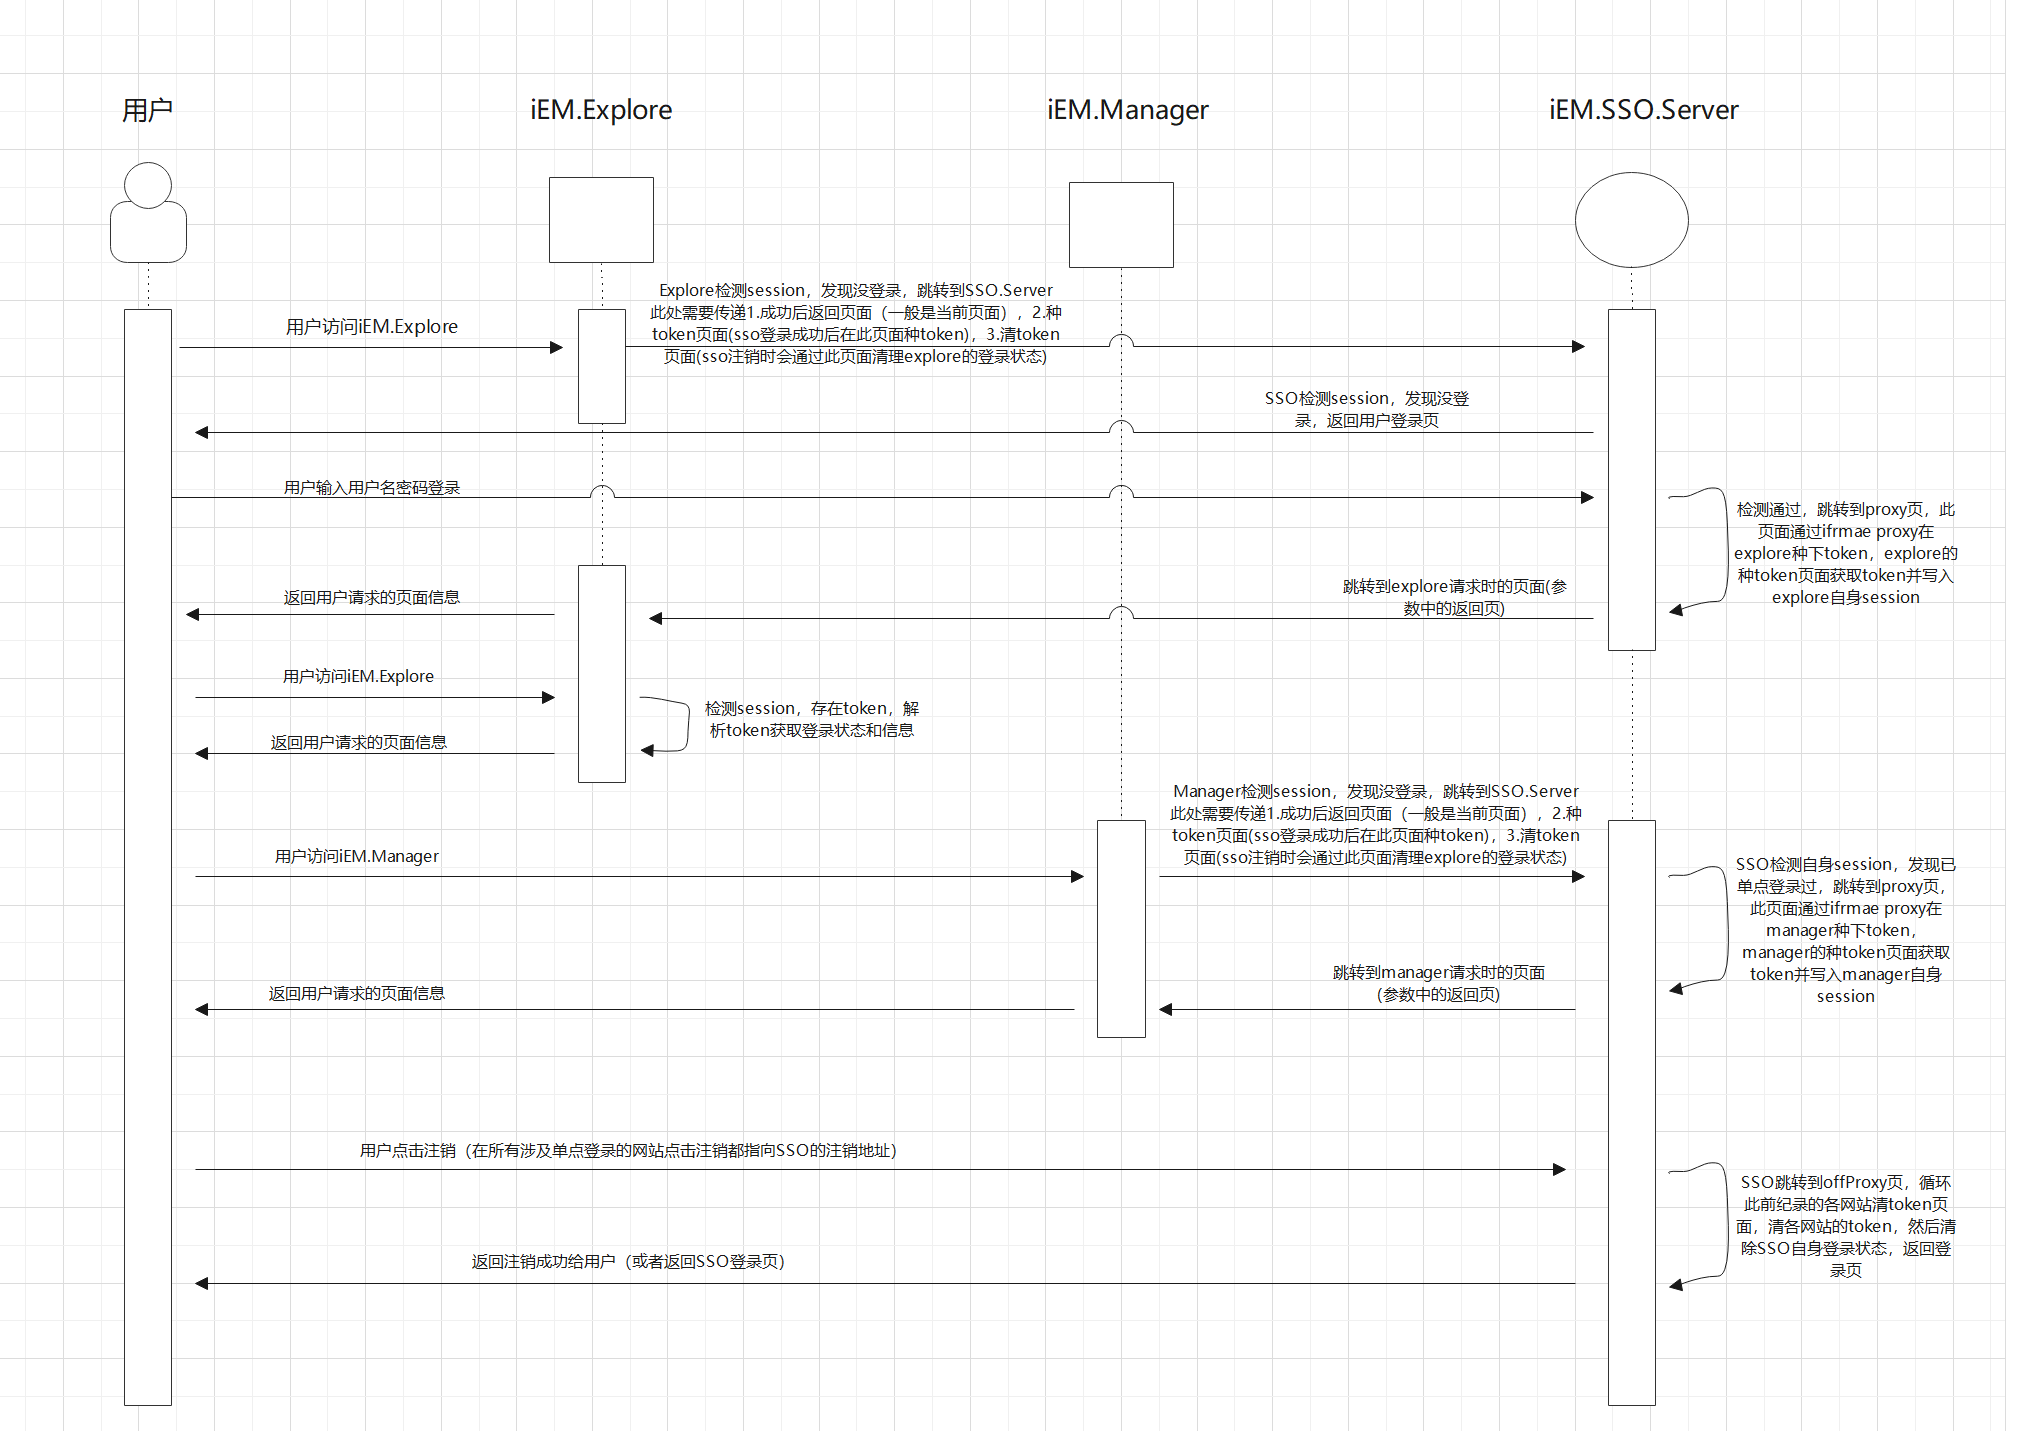 用户
iEM.Explore
iEM.Manager
iEM.SSO.Server
Explore检测session，发现没登录，跳转到SSO.Server
此处需要传递1.成功后返回页面（一般是当前页面），2.种
token页面(sso登录成功后在此页面种token)，3.清token
页面(sso注销时会通过此页面清理explore的登录状态)
用户访问iEM.Explore
SSO检测session，发现没登
录，返回用户登录页
用户输入用户名密码登录
检测通过，跳转到proxy页，此
页面通过ifrmae proxy在
explore种下token，explore的
种token页面获取token并写入
explore自身session
跳转到explore请求时的页面(参
数中的返回页)
返回用户请求的页面信息
用户访问iEM.Explore
检测session，存在token，解
析token获取登录状态和信息
返回用户请求的页面信息
Manager检测session，发现没登录，跳转到SSO.Server
此处需要传递1.成功后返回页面（一般是当前页面），2.种
token页面(sso登录成功后在此页面种token)，3.清token
页面(sso注销时会通过此页面清理explore的登录状态)
用户访问iEM.Manager
SSO检测自身session，发现已
单点登录过，跳转到proxy页，
此页面通过ifrmae proxy在
manager种下token，
manager的种token页面获取
token并写入manager自身
session
跳转到manager请求时的页面
(参数中的返回页)
返回用户请求的页面信息
用户点击注销（在所有涉及单点登录的网站点击注销都指向SSO的注销地址）
SSO跳转到offProxy页，循环
此前纪录的各网站清token页
面，清各网站的token，然后清
除SSO自身登录状态，返回登
录页
返回注销成功给用户（或者返回SSO登录页）